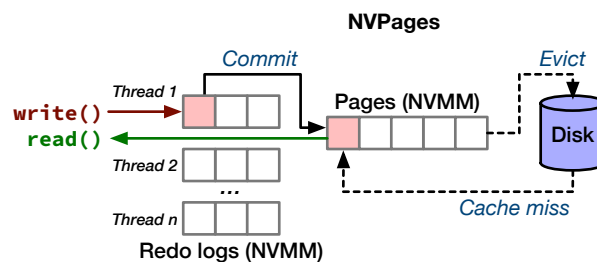 NVPages
Commit
Evict
Thread 1
Pages (NVMM)
write()
read()
Disk
Thread 2
...
Cache miss
Thread n
Redo logs (NVMM)